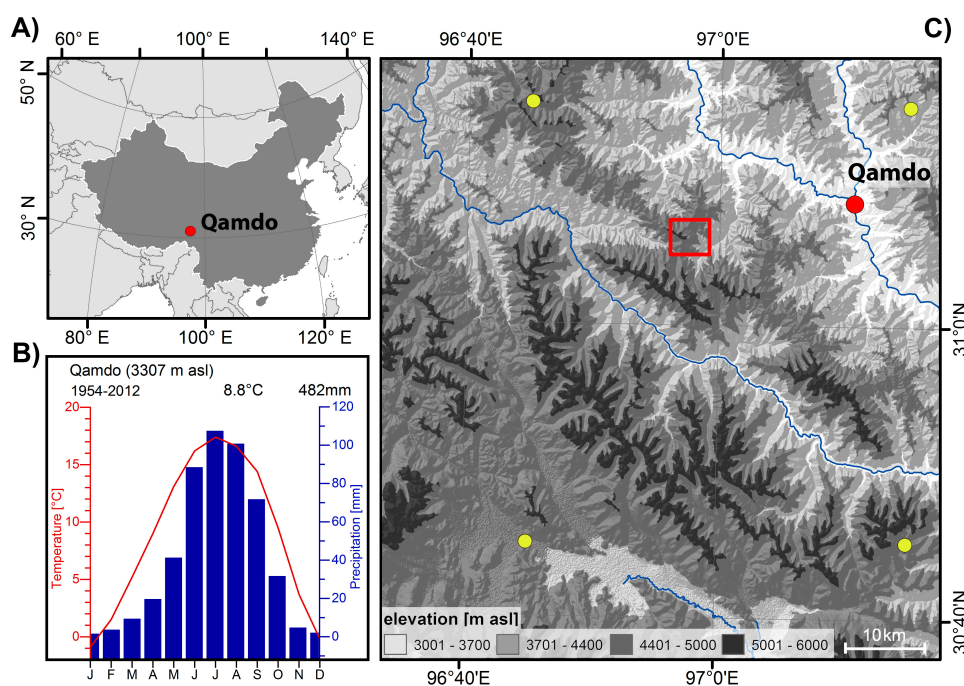 A)
60° E
100° E
140° E
50° N
30° N
Qamdo
80° E
100° E
120° E
B)
Qamdo (3307 m asl)
1954-2012
8.8°C
482mm
20
15
10
5
0
Temperature [°C]
120
100
80
60
40
20
0
Precipitation [mm]
J F M A M J J A S O N D
C)
96°40' E
97°0' E
Qamdo
31°0' N
30°40' N
elevation [m asl]
3001 - 3700
3701 - 4400
4401 - 5000
5001 - 6000
10km
96°40' E
97°0' E